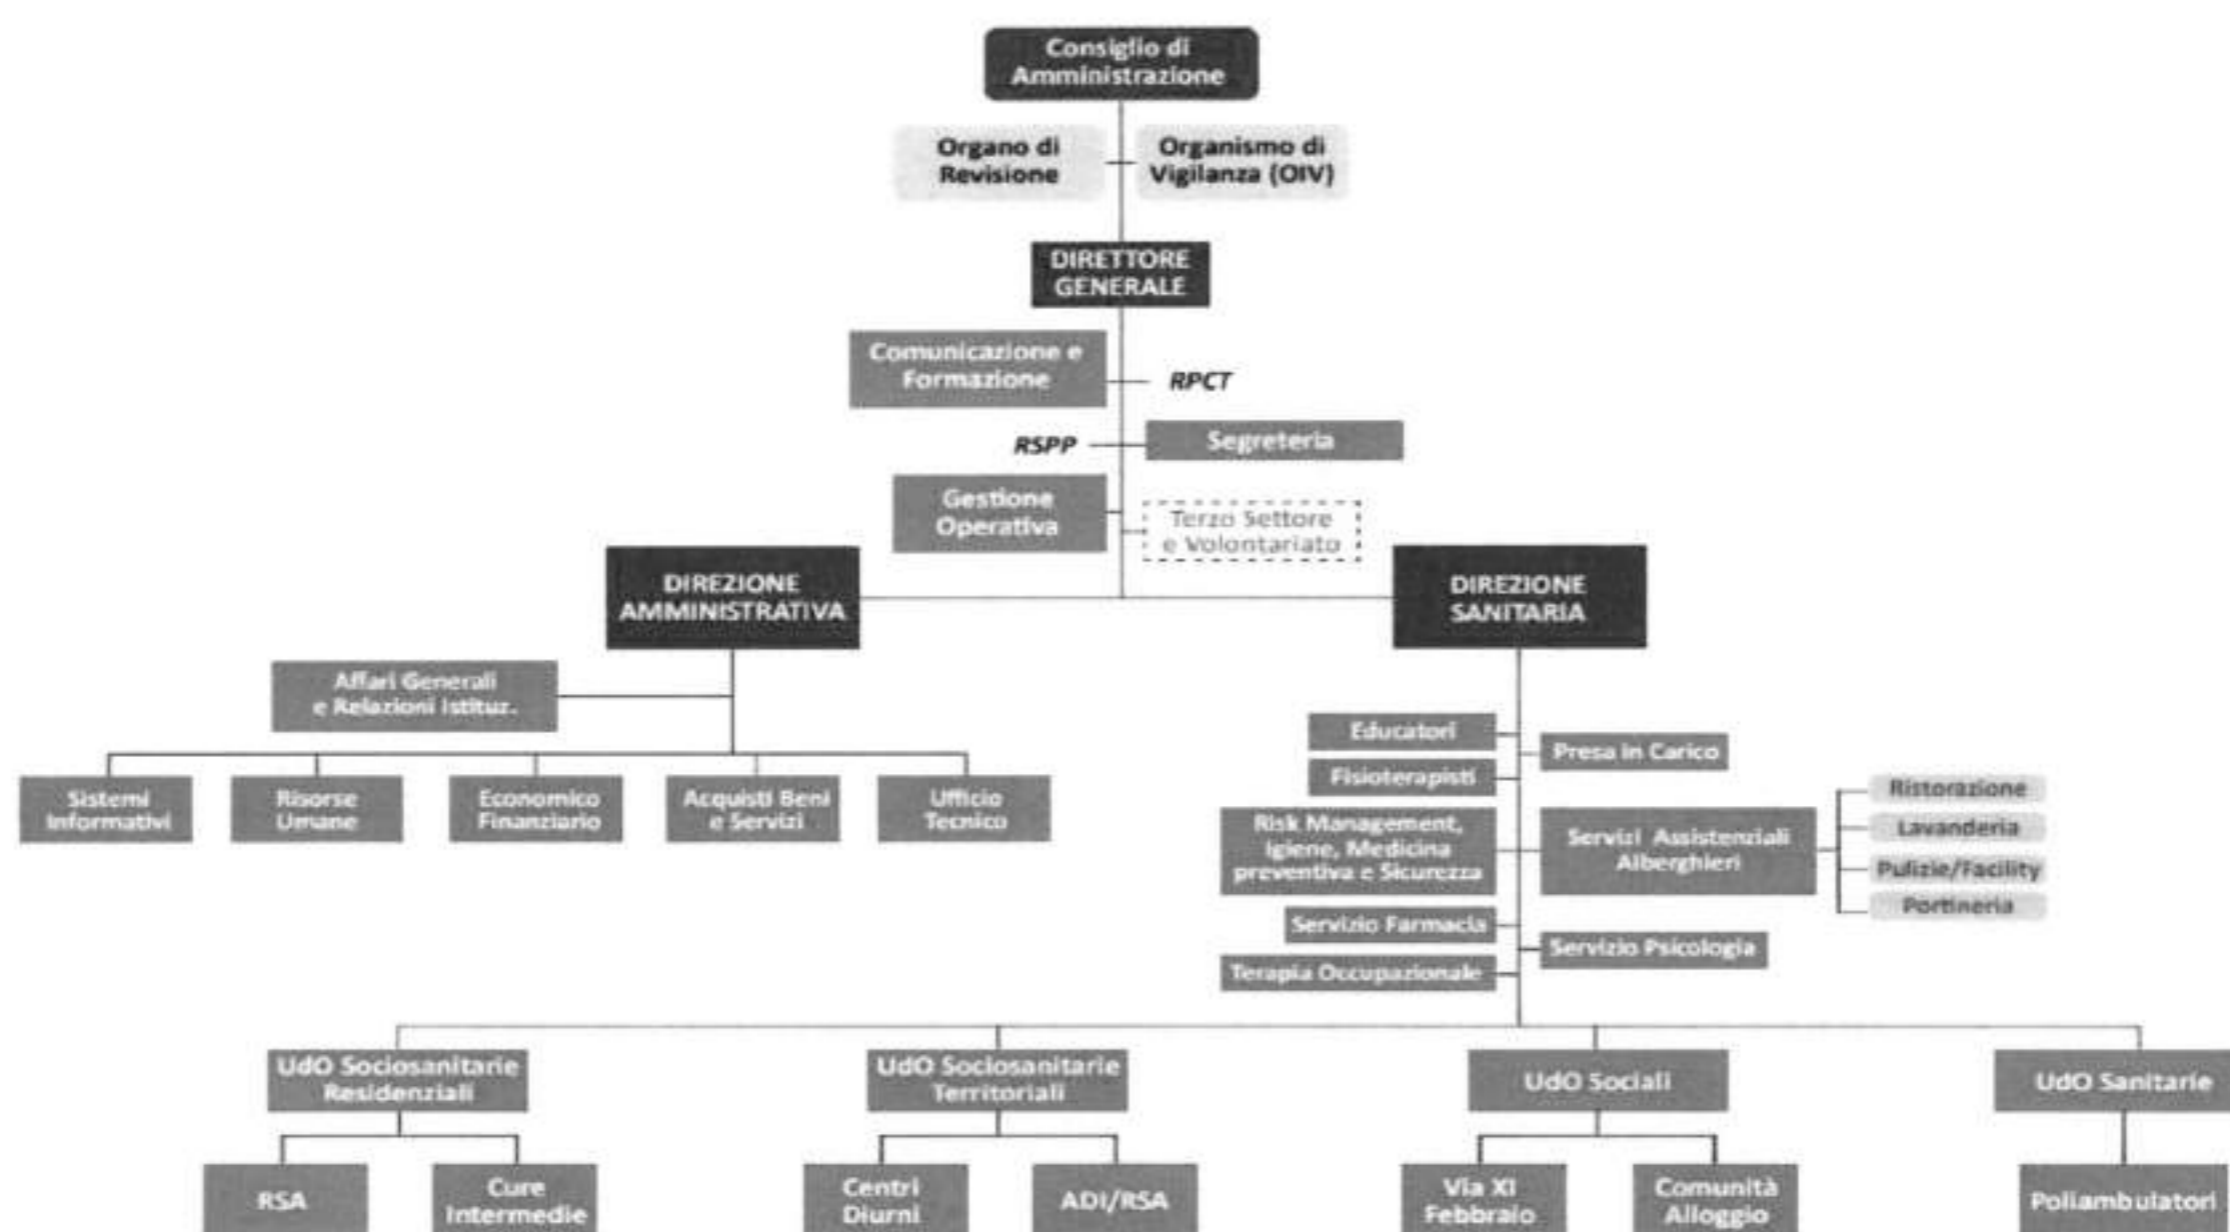 Consiglio di
Amministrazione
Organo di
Revisione
Organismo di
Vigilanza (OIV)
DIRETTORE
GENERALE
Comunicazione e
Formazione
RPCT
RSPP
Segreteria
Gestione
Operativa
Terzo Settore
e Volontariato
DIREZIONE
AMMINISTRATIVA
DIREZIONE
SANITARIA
Affari Generali
e Relazioni Istituz.
Sistemi
Informativi
Risorse
Umane
Economico
Finanziario
Acquisti Beni
e Servizi
Ufficio
Tecnico
Educatori
Presa in Carico
Fisioterapisti
Risk Management,
Igiene, Medicina
preventiva e Sicurezza
Servizi Assistenziali
Alberghieri
Ristorazione
Lavanderia
Pulizie/Facility
Portineria
Servizio Farmacia
Servizio Psicologia
Terapia Occupazionale
UdO Sociosanitarie
Residenziali
UdO Sociosanitarie
Territoriali
UdO Sociali
UdO Sanitarie
RSA
Cure
Intermedie
Centri
Diurni
ADI/RSA
Via XI
Febbraio
Comunità
Alloggio
Poliambulatori